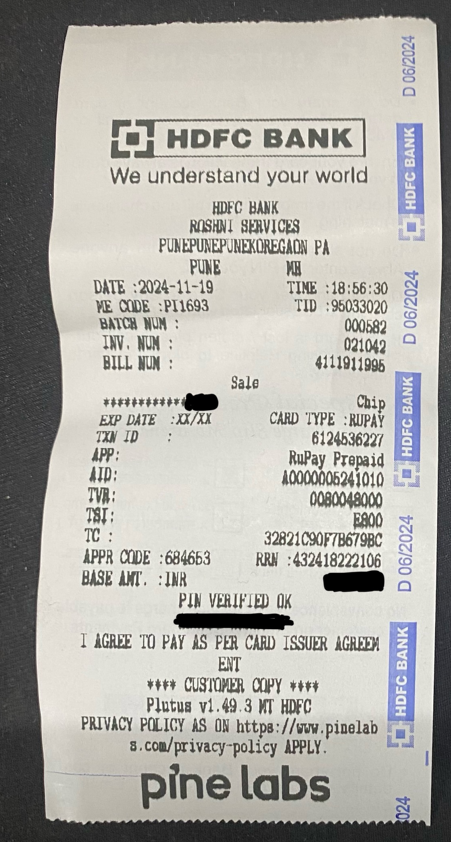 HDFC BANK
We understand your world
HDFC BANK
ROSHNI SERVICES
PUNEPUNEPUNEKOREGAON PA
PUNE MH
DATE :2024-11-19 TIME :18:56:30
ME CODE :PI1693 TID :95033020
BATCH NUM : 000582
INV. NUM : 021042
BILL NUM : 4111911995
Sale
************ Chip
EXP DATE :XX/XX CARD TYPE :RUPAY
TXN ID : 6124536227
APP: RuPay Prepaid
AID: A0000005241010
TVR: 0080048000
TSI: E800
TC : 32821C90F7B679BC
APPR CODE :684653 RRN :432418222106
BASE AMT. :INR
PIN VERIFIED OK
I AGREE TO PAY AS PER CARD ISSUER AGREEM
ENT
**** CUSTOMER COPY ****
Plutus v1.49.3 MT HDFC
PRIVACY POLICY AS ON https://www.pinelab
s.com/privacy-policy APPLY.
pine labs
D 06/2024
HDFC BANK
D 06/2024
HDFC BANK
D 06/2024
HDFC BANK
024